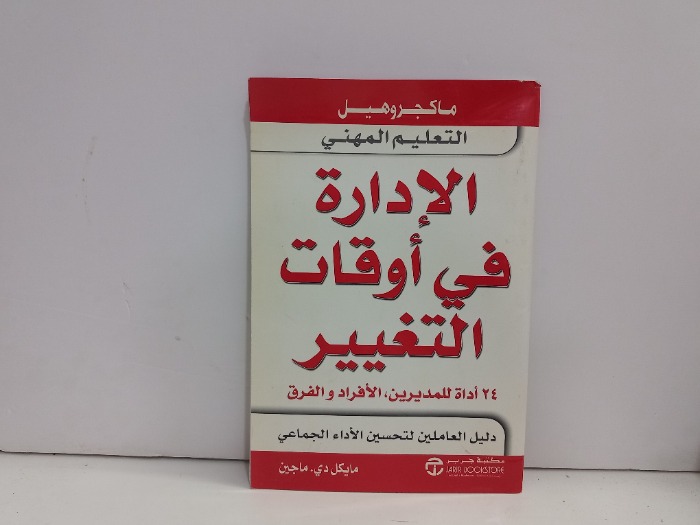 ماكجروهيل
التعليم المهني
الإدارة
في أوقات
التغيير
٢٤ أداة للمديرين، الأفراد و الفرق
دليل العاملين لتحسين الأداء الجماعي
مايكل دي. ماجين
مكتبة جرير
JARIR BOOKSTORE